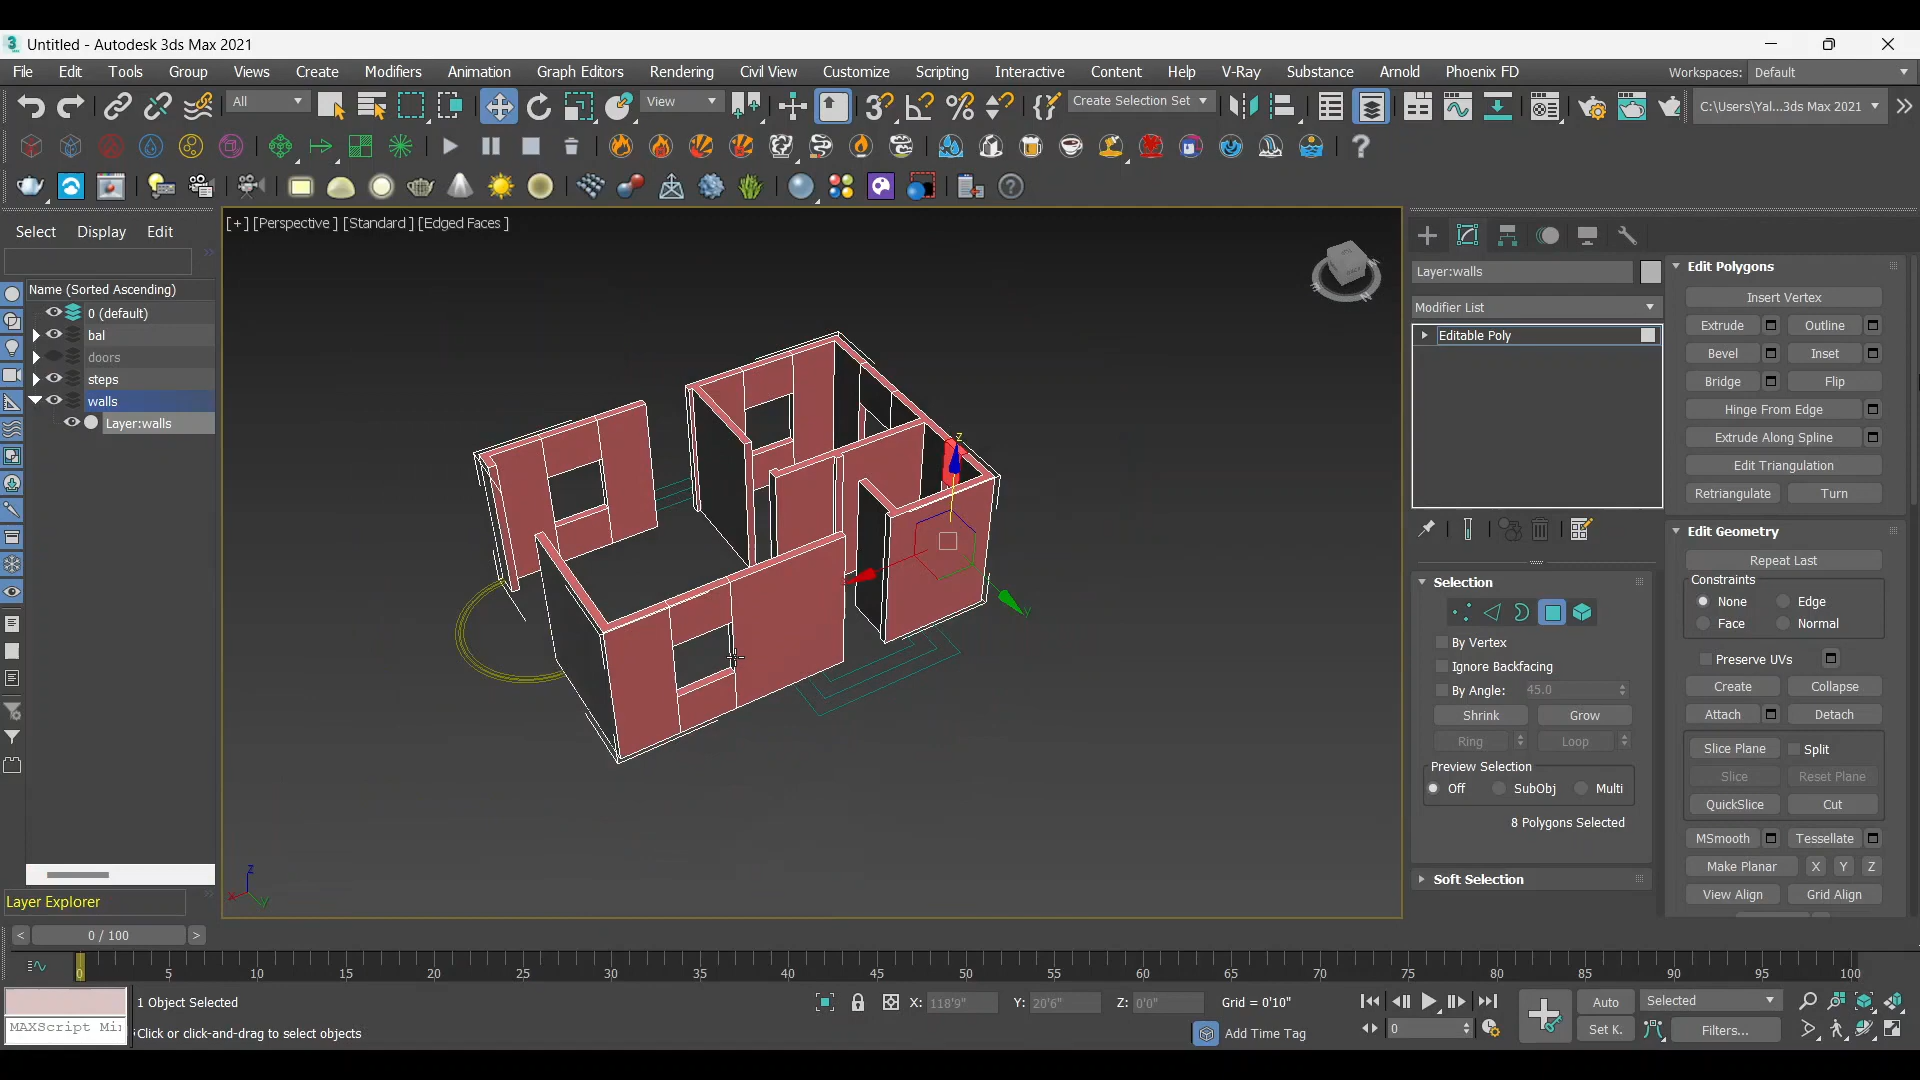 Untitled - Autodesk 3ds Max 2021
File Edit Tools Group Views Create Modifiers Animation Graph Editors Rendering Civil View Customize Scripting Interactive Content Help V-Ray Substance Arnold Phoenix FD Workspaces: Default
All View Create Selection Set C:\Users\Yal...3ds Max 2021
Select Display Edit
[+] [Perspective ] [Standard ] [Edged Faces ]
Name (Sorted Ascending)
0 (default)
bal
doors
steps
walls
Layer:walls
Layer Explorer
Layer:walls
Modifier List
Editable Poly
Selection
By Vertex
Ignore Backfacing
By Angle: 45.0
Shrink Grow
Ring Loop
Preview Selection
Off SubObj Multi
8 Polygons Selected
Soft Selection
Edit Polygons
Insert Vertex
Extrude Outline
Bevel Inset
Bridge Flip
Hinge From Edge
Extrude Along Spline
Edit Triangulation
Retriangulate Turn
Edit Geometry
Repeat Last
Constraints
None Edge
Face Normal
Preserve UVs
Create Collapse
Attach Detach
Slice Plane Split
Slice Reset Plane
QuickSlice Cut
MSmooth Tessellate
Make Planar X Y Z
View Align Grid Align
z
y
z
x y
< 0 / 100 >
0 5 10 15 20 25 30 35 40 45 50 55 60 65 70 75 80 85 90 95 100
1 Object Selected X: 118'9" Y: 20'6" Z: 0'0" Grid = 0'10" Auto Selected
MAXScript Mi Click or click-and-drag to select objects Add Time Tag 0 Set K. Filters...